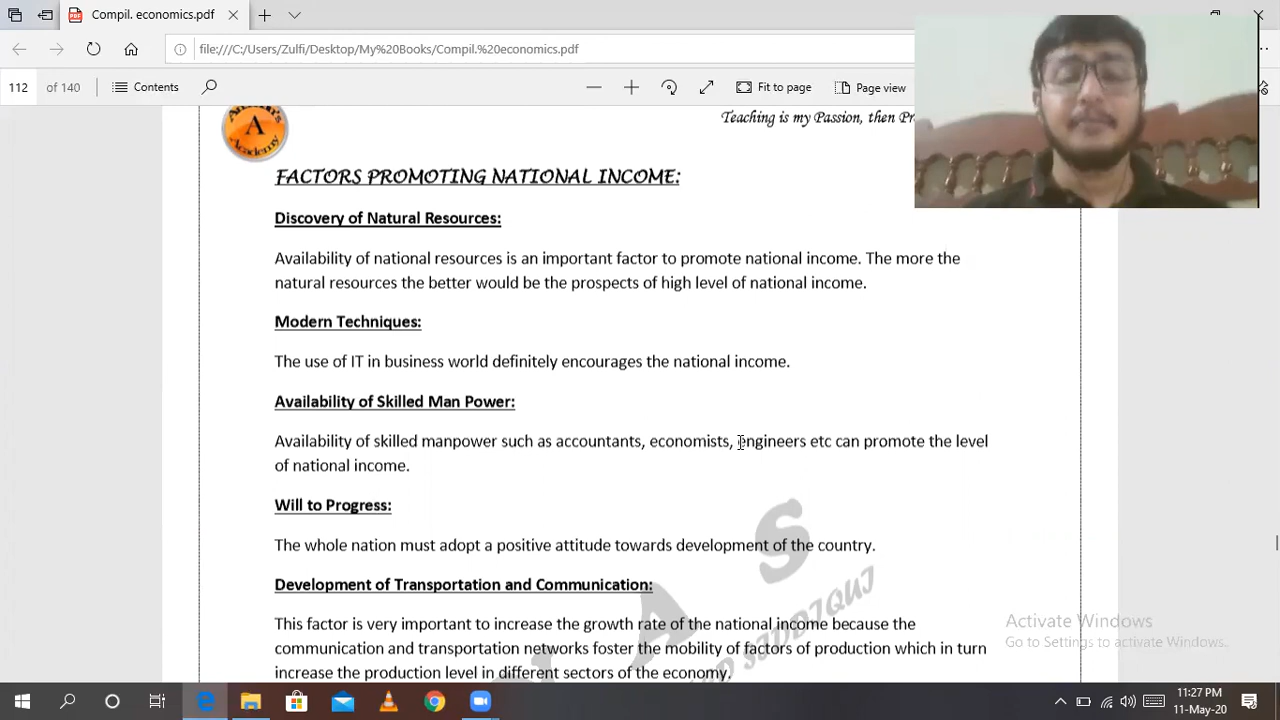 Compil. economics.pdf
file:///C:/Users/Zulfi/Desktop/My%20Books/Compil.%20economics.pdf
112 of 140 Contents Fit to page Page view
A
Academy
Teaching is my Passion, then
FACTORS PROMOTING NATIONAL INCOME:
Discovery of Natural Resources:
Availability of national resources is an important factor to promote national income. The more the
natural resources the better would be the prospects of high level of national income.
Modern Techniques:
The use of IT in business world definitely encourages the national income.
Availability of Skilled Man Power:
Availability of skilled manpower such as accountants, economists, engineers etc can promote the level
of national income.
Will to Progress:
The whole nation must adopt a positive attitude towards development of the country.
Development of Transportation and Communication:
This factor is very important to increase the growth rate of the national income because the
communication and transportation networks foster the mobility of factors of production which in turn
increase the production level in different sectors of the economy.
A S
SIDDIQUI
Activate Windows
Go to Settings to activate Windows.
11:27 PM
11-May-20